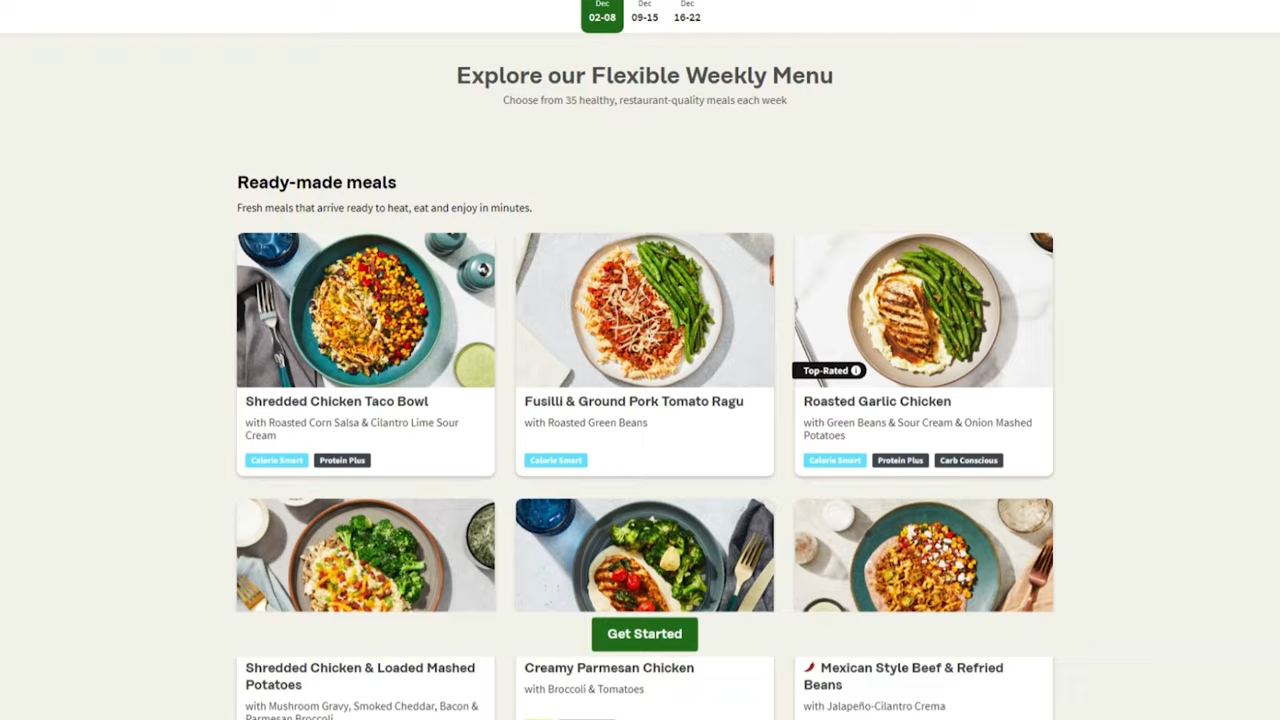 Dec
Dec
Dec
02-08
09-15
16-22
Explore our Flexible Weekly Menu
Choose from 35 healthy, restaurant-quality meals each week
Ready-made meals
Fresh meals that arrive ready to heat, eat and enjoy in minutes.
Shredded Chicken Taco Bowl
with Roasted Corn Salsa & Cilantro Lime Sour
Cream
Calorie Smart
Protein Plus
Fusilli & Ground Pork Tomato Ragu
with Roasted Green Beans
Calorie Smart
Top-Rated
Roasted Garlic Chicken
with Green Beans & Sour Cream & Onion Mashed
Potatoes
Calorie Smart
Protein Plus
Carb Conscious
Get Started
Shredded Chicken & Loaded Mashed
Potatoes
with Mushroom Gravy, Smoked Cheddar, Bacon &
Parmesan Broccoli
Creamy Parmesan Chicken
with Broccoli & Tomatoes
Mexican Style Beef & Refried
Beans
with Jalapeño-Cilantro Crema